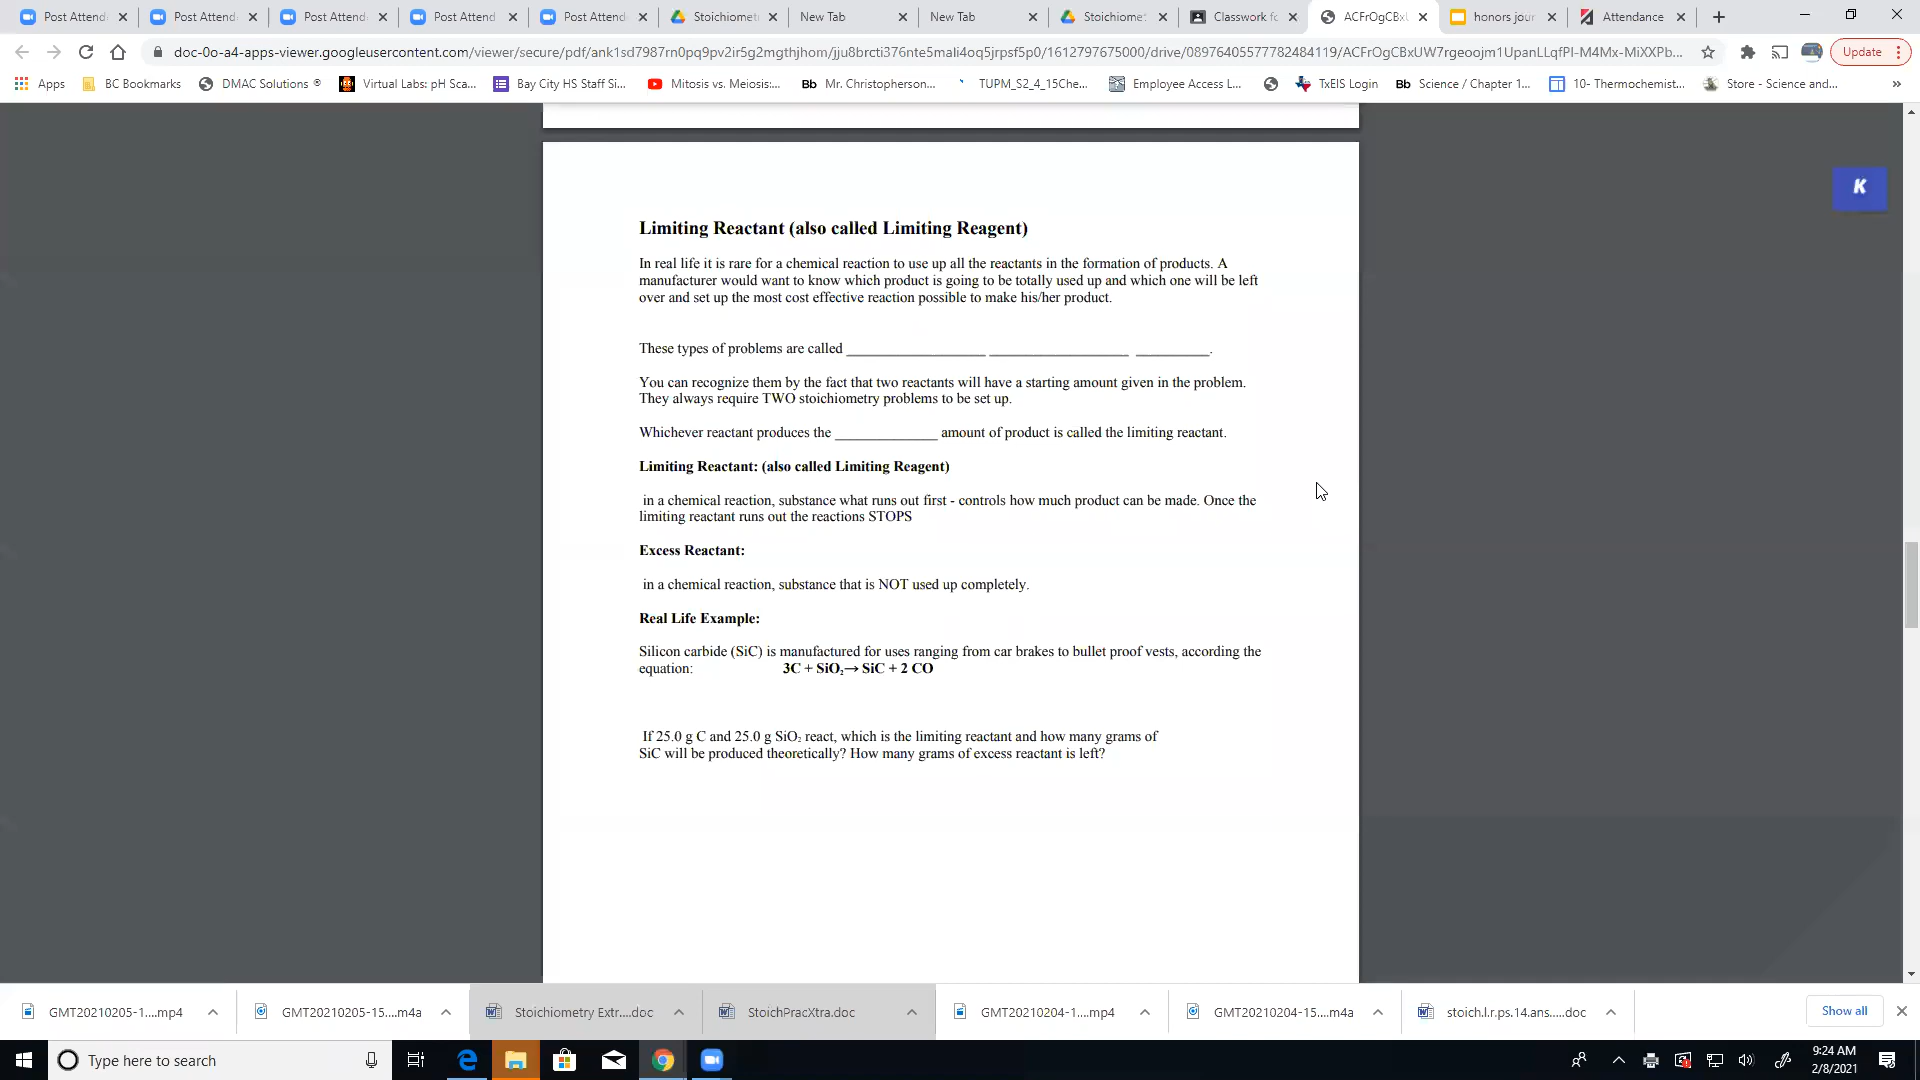 Post Attend
Post Attend
Post Attend
Post Attend
Post Attend
Stoichiomet
New Tab
New Tab
Stoichiomet
Classwork fo
ACFrOgCBxU
honors jour
Attendance
doc-0o-a4-apps-viewer.googleusercontent.com/viewer/secure/pdf/ank1sd7987rn0pq9pv2ir5g2mgthjhom/jju8brcti376nte5mali4oq5jrpsf5p0/1612797675000/drive/08976405577782484119/ACFrOgCBxUW7rgeoojm1UpanLLqfPI-M4Mx-MiXXPb...
Update
Apps
BC Bookmarks
DMAC Solutions ®
Virtual Labs: pH Sca...
Bay City HS Staff Si...
Mitosis vs. Meiosis:...
Bb Mr. Christopherson...
TUPM_S2_4_15Che...
Employee Access L...
TxEIS Login
Bb Science / Chapter 1...
10- Thermochemist...
Store - Science and...
»
K
Limiting Reactant (also called Limiting Reagent)
In real life it is rare for a chemical reaction to use up all the reactants in the formation of products. A
manufacturer would want to know which product is going to be totally used up and which one will be left
over and set up the most cost effective reaction possible to make his/her product.
These types of problems are called ____________________ ____________________ __________.
You can recognize them by the fact that two reactants will have a starting amount given in the problem.
They always require TWO stoichiometry problems to be set up.
Whichever reactant produces the ______________ amount of product is called the limiting reactant.
Limiting Reactant: (also called Limiting Reagent)
in a chemical reaction, substance what runs out first - controls how much product can be made. Once the
limiting reactant runs out the reactions STOPS
Excess Reactant:
in a chemical reaction, substance that is NOT used up completely.
Real Life Example:
Silicon carbide (SiC) is manufactured for uses ranging from car brakes to bullet proof vests, according the
equation: 3C + SiO₂→ SiC + 2 CO
If 25.0 g C and 25.0 g SiO₂ react, which is the limiting reactant and how many grams of
SiC will be produced theoretically? How many grams of excess reactant is left?
GMT20210205-1....mp4
GMT20210205-15....m4a
Stoichiometry Extr....doc
StoichPracXtra.doc
GMT20210204-1....mp4
GMT20210204-15....m4a
stoich.l.r.ps.14.ans.....doc
Show all
Type here to search
9:24 AM
2/8/2021